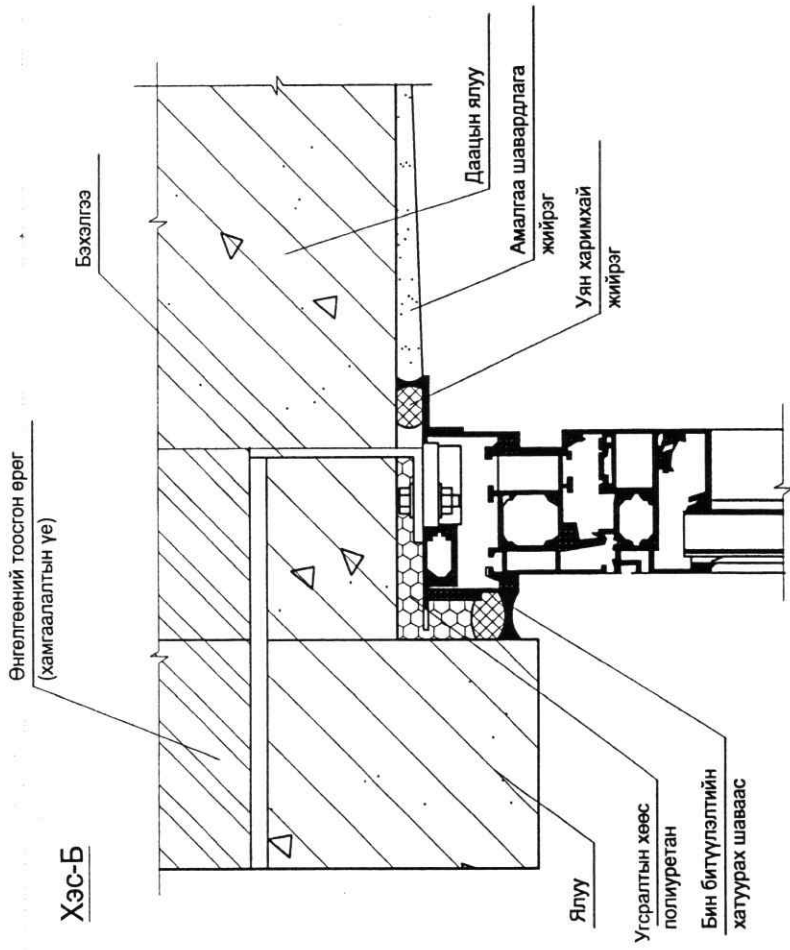 Хэс-Б
Өнгөлгөөний тоосгон өрөг
(хамгаалалтын үе)
Бэхэлгээ
Ялуу
Угсралтын хөөс
полиуретан
Бин битүүлэлтийн
хатуурах шаваас
Даацын ялуу
Амалгаа шавардлага
жийрэг
Уян харимхай
жийрэг